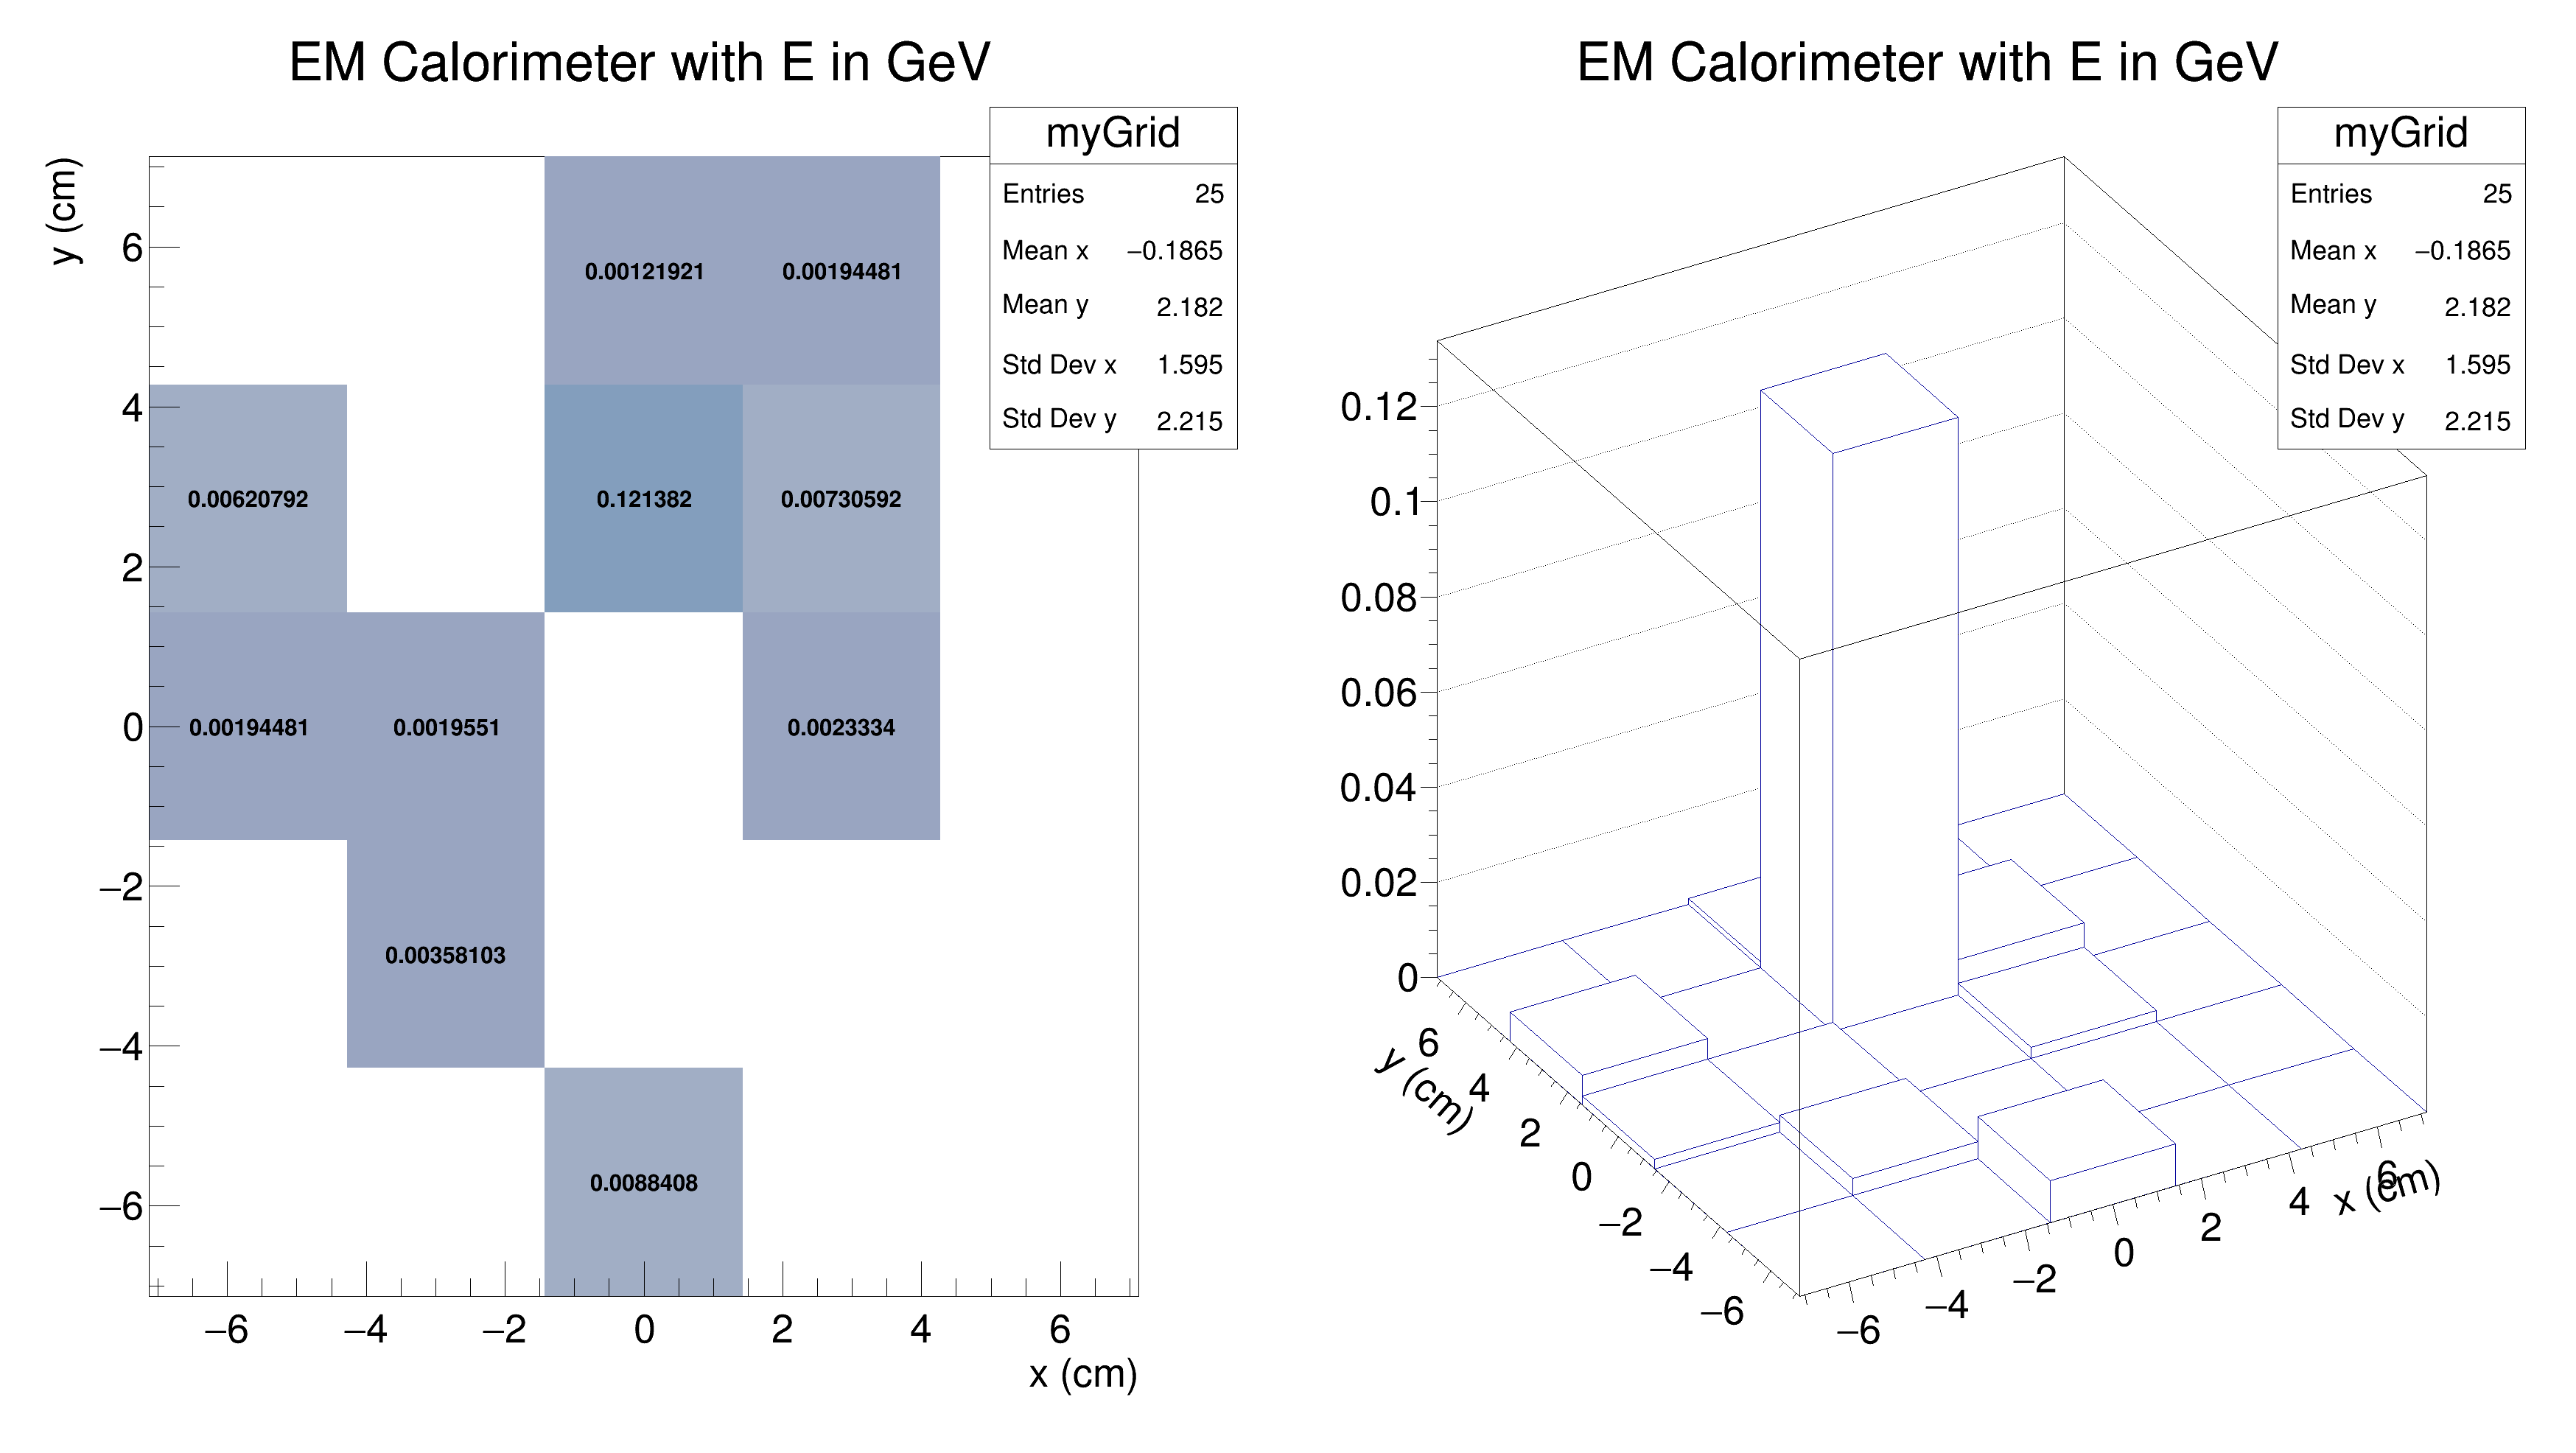 EM Calorimeter with E in GeV
myGrid
Entries 25
Mean x −0.1865
Mean y 2.182
Std Dev x 1.595
Std Dev y 2.215
y (cm)
6
4
2
0
−2
−4
−6
0.00121921 0.00194481
0.00620792 0.121382 0.00730592
0.00194481 0.0019551 0.0023334
0.00358103
0.0088408
−6 −4 −2 0 2 4 6
x (cm)
EM Calorimeter with E in GeV
myGrid
Entries 25
Mean x −0.1865
Mean y 2.182
Std Dev x 1.595
Std Dev y 2.215
0.12
0.1
0.08
0.06
0.04
0.02
0
y (cm)
6
4
2
0
−2
−4
−6
−6 −4 −2 0 2 4 6
x (cm)